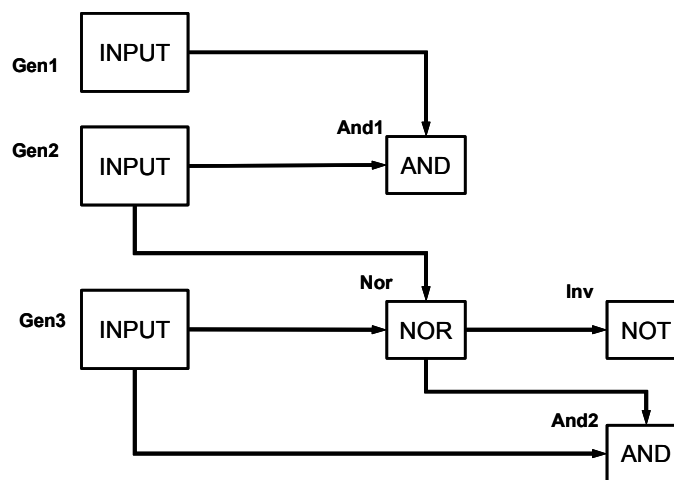 Gen1
INPUT
And1
Gen2
INPUT
AND
Nor
Inv
Gen3
INPUT
NOR
NOT
And2
AND